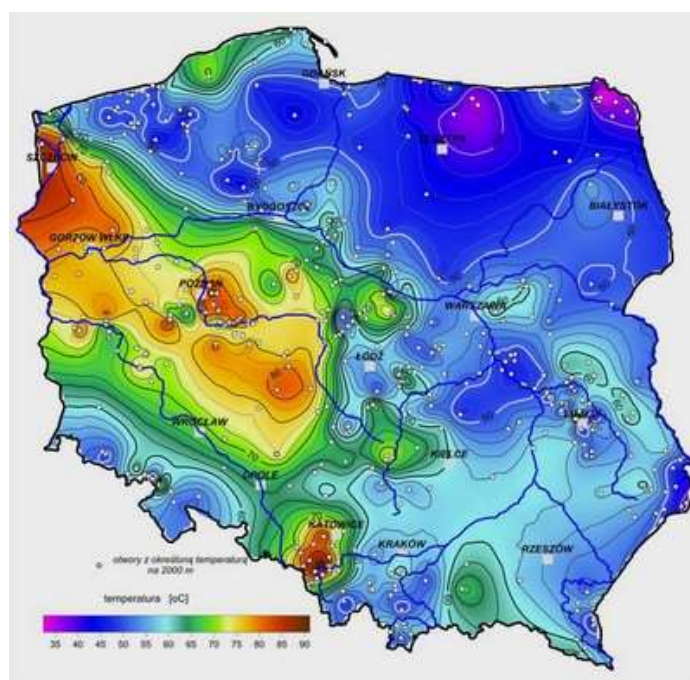 GDAŃSK
OLSZTYN
SZCZECIN
BYDGOSZCZ
BIAŁYSTOK
GORZÓW WLKP.
POZNAŃ
WARSZAWA
ŁÓDŹ
LUBLIN
WROCŁAW
KIELCE
OPOLE
KATOWICE
KRAKÓW
RZESZÓW
otwory z określoną temperaturą
na 2000 m
temperatura [oC]
35 40 45 50 55 60 65 70 75 80 85 90